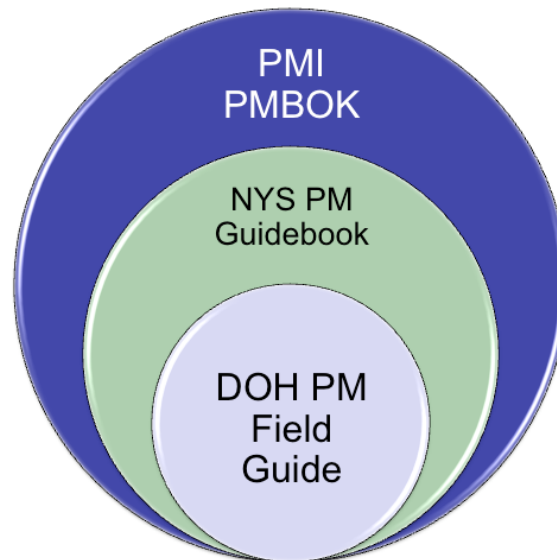 PMI
PMBOK
NYS PM
Guidebook
DOH PM
Field
Guide